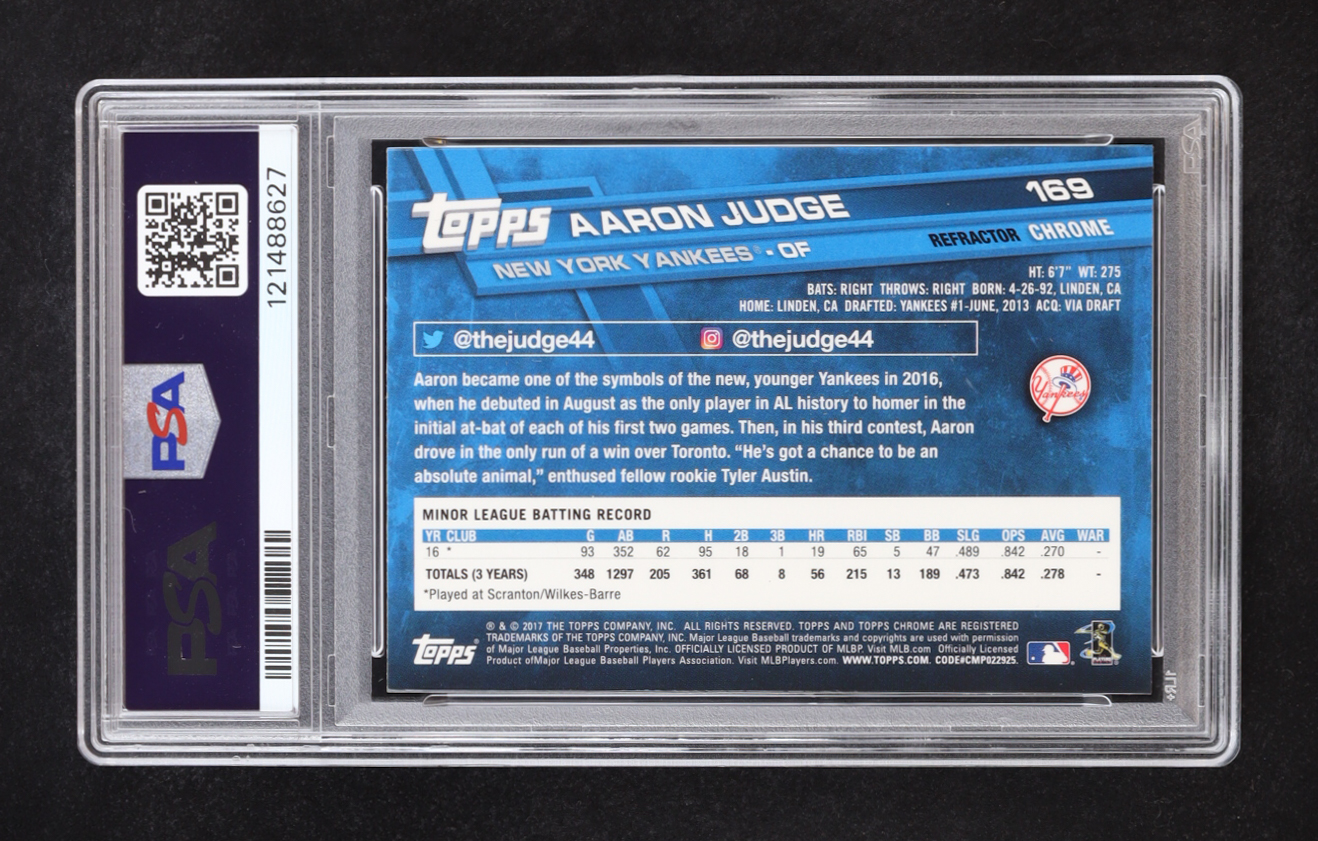 121488627
PSA
PSA
topps AARON JUDGE 169
NEW YORK YANKEES® - OF REFRACTOR CHROME
HT: 6'7" WT: 275
BATS: RIGHT THROWS: RIGHT BORN: 4-26-92, LINDEN, CA
HOME: LINDEN, CA DRAFTED: YANKEES #1-JUNE, 2013 ACQ: VIA DRAFT
@thejudge44 @thejudge44
Aaron became one of the symbols of the new, younger Yankees in 2016,
when he debuted in August as the only player in AL history to homer in the
initial at-bat of each of his first two games. Then, in his third contest, Aaron
drove in the only run of a win over Toronto. “He’s got a chance to be an
absolute animal,” enthused fellow rookie Tyler Austin.
Yankees
MINOR LEAGUE BATTING RECORD
YR CLUB G AB R H 2B 3B HR RBI SB BB SLG OPS AVG WAR
16 * 93 352 62 95 18 1 19 65 5 47 .489 .842 .270 -
TOTALS (3 YEARS) 348 1297 205 361 68 8 56 215 13 189 .473 .842 .278 -
*Played at Scranton/Wilkes-Barre
topps®
® & © 2017 THE TOPPS COMPANY, INC. ALL RIGHTS RESERVED. TOPPS AND TOPPS CHROME ARE REGISTERED
TRADEMARKS OF THE TOPPS COMPANY, INC. Major League Baseball trademarks and copyrights are used with permission
of Major League Baseball Properties, Inc. OFFICIALLY LICENSED PRODUCT OF MLBP. Visit MLB.com Officially Licensed
Product ofMajor League Baseball Players Association. Visit MLBPlayers.com. WWW.TOPPS.COM. CODE#CMP022925.
PSA
1LR+